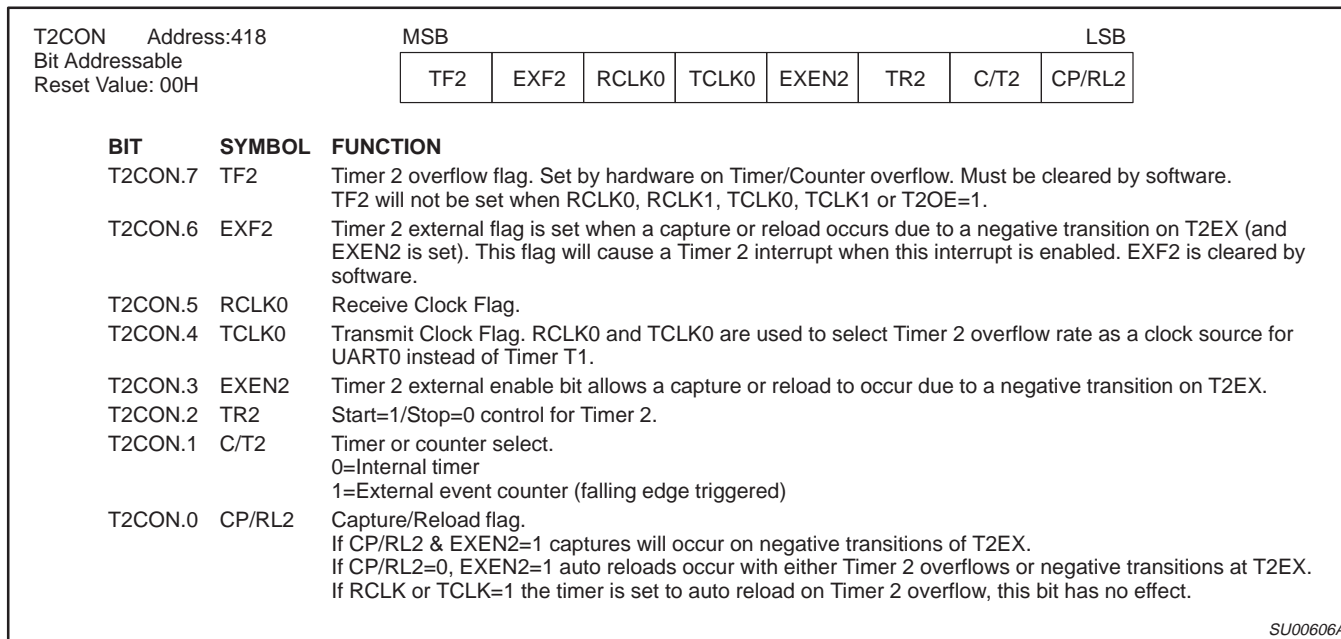 T2CON Address:418 MSB LSB
Bit Addressable
Reset Value: 00H
TF2 EXF2 RCLK0 TCLK0 EXEN2 TR2 C/T2 CP/RL2
BIT SYMBOL FUNCTION
T2CON.7 TF2 Timer 2 overflow flag. Set by hardware on Timer/Counter overflow. Must be cleared by software.
TF2 will not be set when RCLK0, RCLK1, TCLK0, TCLK1 or T2OE=1.
T2CON.6 EXF2 Timer 2 external flag is set when a capture or reload occurs due to a negative transition on T2EX (and
EXEN2 is set). This flag will cause a Timer 2 interrupt when this interrupt is enabled. EXF2 is cleared by
software.
T2CON.5 RCLK0 Receive Clock Flag.
T2CON.4 TCLK0 Transmit Clock Flag. RCLK0 and TCLK0 are used to select Timer 2 overflow rate as a clock source for
UART0 instead of Timer T1.
T2CON.3 EXEN2 Timer 2 external enable bit allows a capture or reload to occur due to a negative transition on T2EX.
T2CON.2 TR2 Start=1/Stop=0 control for Timer 2.
T2CON.1 C/T2 Timer or counter select.
0=Internal timer
1=External event counter (falling edge triggered)
T2CON.0 CP/RL2 Capture/Reload flag.
If CP/RL2 & EXEN2=1 captures will occur on negative transitions of T2EX.
If CP/RL2=0, EXEN2=1 auto reloads occur with either Timer 2 overflows or negative transitions at T2EX.
If RCLK or TCLK=1 the timer is set to auto reload on Timer 2 overflow, this bit has no effect.
SU00606A